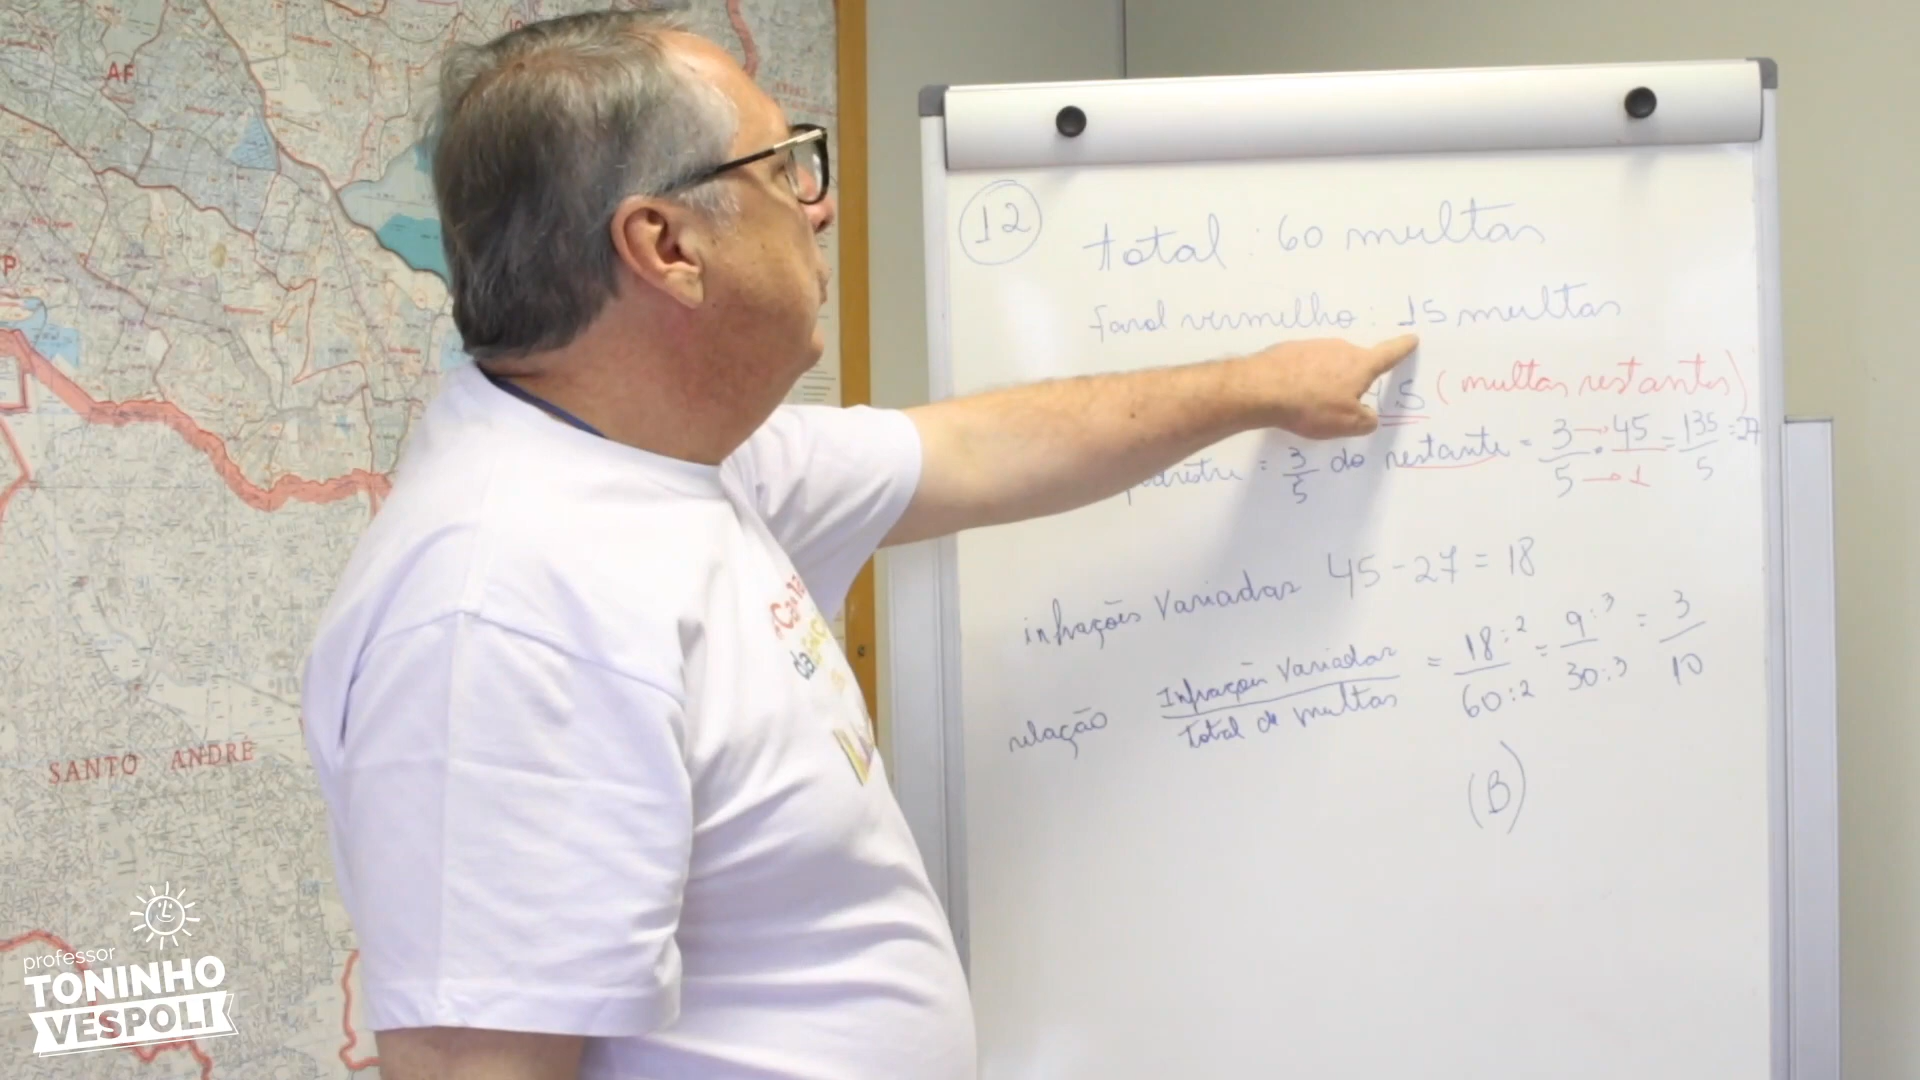 AF
P
SANTO ANDRÉ
12
total : 60 multas
farol vermelho : 15 multas
45 (multas restantes)
= 3/5 do restante = 3/5 → 45/1 = 135/5 = 27
infrações Variadas 45 - 27 = 18
relação Infrações Variadas / total de multas = 18:2/60:2 = 9:3/30:3 = 3/10
(B)
professor
TONINHO
VESPOLI